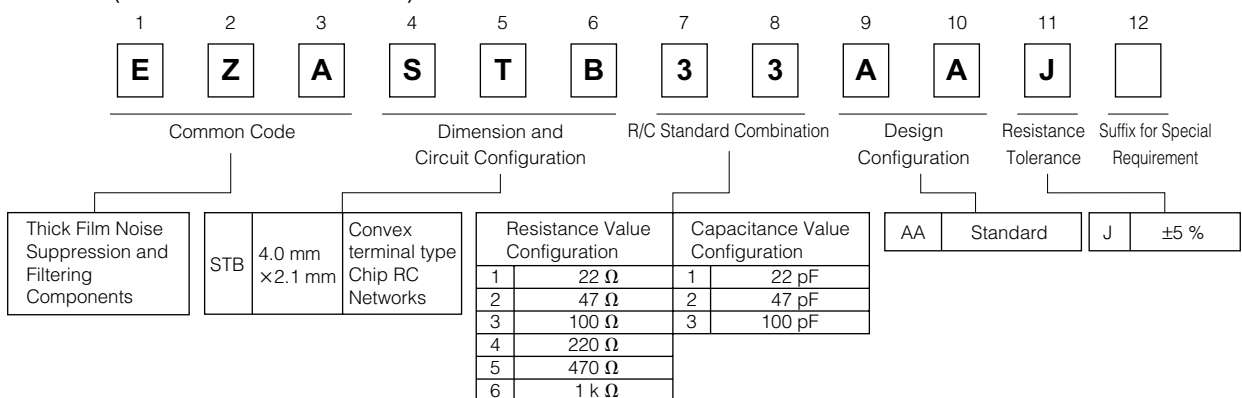 1 2 3 4 5 6 7 8 9 10 11 12
E Z A S T B 3 3 A A J
Common Code
Dimension and
Circuit Configuration
R/C Standard Combination
Design
Configuration
Resistance
Tolerance
Suffix for Special
Requirement
Thick Film Noise
Suppression and
Filtering
Components
STB
4.0 mm
×2.1 mm
Convex
terminal type
Chip RC
Networks
Resistance Value
Configuration
1 22 Ω
2 47 Ω
3 100 Ω
4 220 Ω
5 470 Ω
6 1 k Ω
Capacitance Value
Configuration
1 22 pF
2 47 pF
3 100 pF
AA Standard
J ±5 %